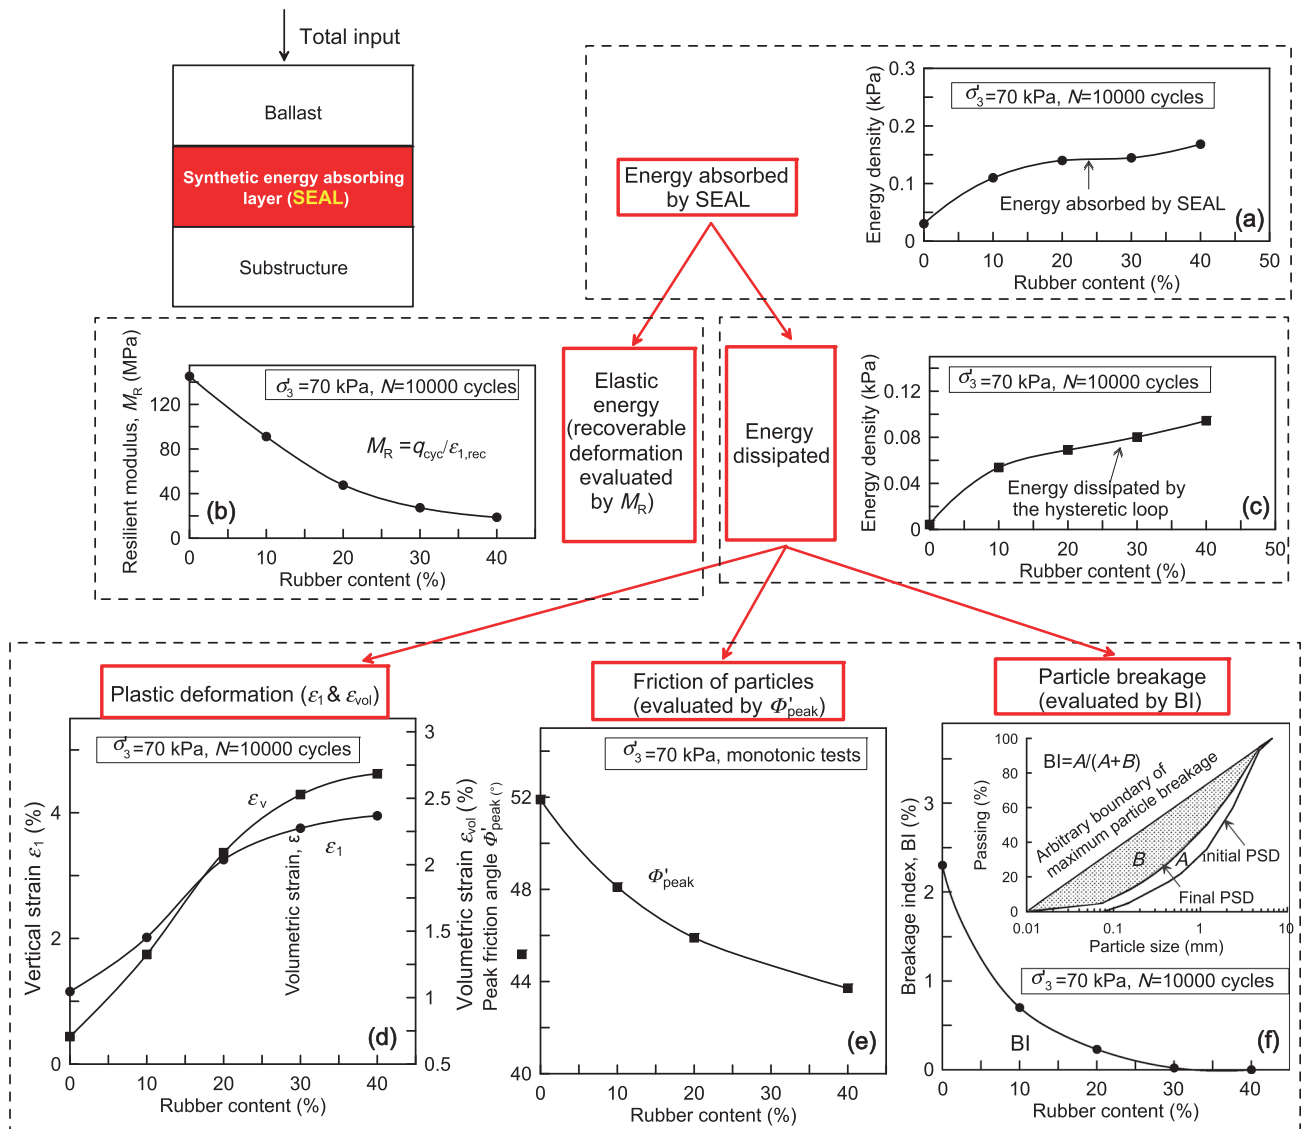 Total input
Ballast
Synthetic energy absorbing
layer (SEAL)
Substructure
Energy absorbed
by SEAL
Energy density (kPa)
0.3
0.2
0.1
0
σ'3=70 kPa, N=10000 cycles
Energy absorbed by SEAL
(a)
0 10 20 30 40 50
Rubber content (%)
Resilient modulus, MR (MPa)
140
100
60
40
0
σ'3=70 kPa, N=10000 cycles
MR =qcyc/ε1,rec
(b)
0 10 20 30 40
Rubber content (%)
Elastic
energy
(recoverable
deformation
evaluated
by MR)
Energy
dissipated
Energy density (kPa)
0.12
0.08
0.04
0
σ'3=70 kPa, N=10000 cycles
Energy dissipated by
the hysteretic loop
(c)
0 10 20 30 40 50
Rubber content (%)
Plastic deformation (ε1 & εvol)
Vertical strain ε1 (%)
4
2
0
σ'3=70 kPa, N=10000 cycles
εv
ε1
Volumetric strain, ε
(d)
3
2.5
2
1.5
1
0.5
Volumetric strain εvol (%)
0 10 20 30 40
Rubber content (%)
Friction of particles
(evaluated by Φ'peak)
Peak friction angle Φ'peak (°)
52
48
44
40
σ'3=70 kPa, monotonic tests
Φ'peak
(e)
0 10 20 30 40
Rubber content (%)
Particle breakage
(evaluated by BI)
Breakage index, BI (%)
3
2
1
0
Passing (%)
100
80
60
40
20
0
BI=A/(A+B)
Arbitrary boundary of
maximum particle breakage
B
A
initial PSD
Final PSD
0.01 0.1 1 10
Particle size (mm)
σ'3=70 kPa, N=10000 cycles
BI
(f)
0 10 20 30 40
Rubber content (%)